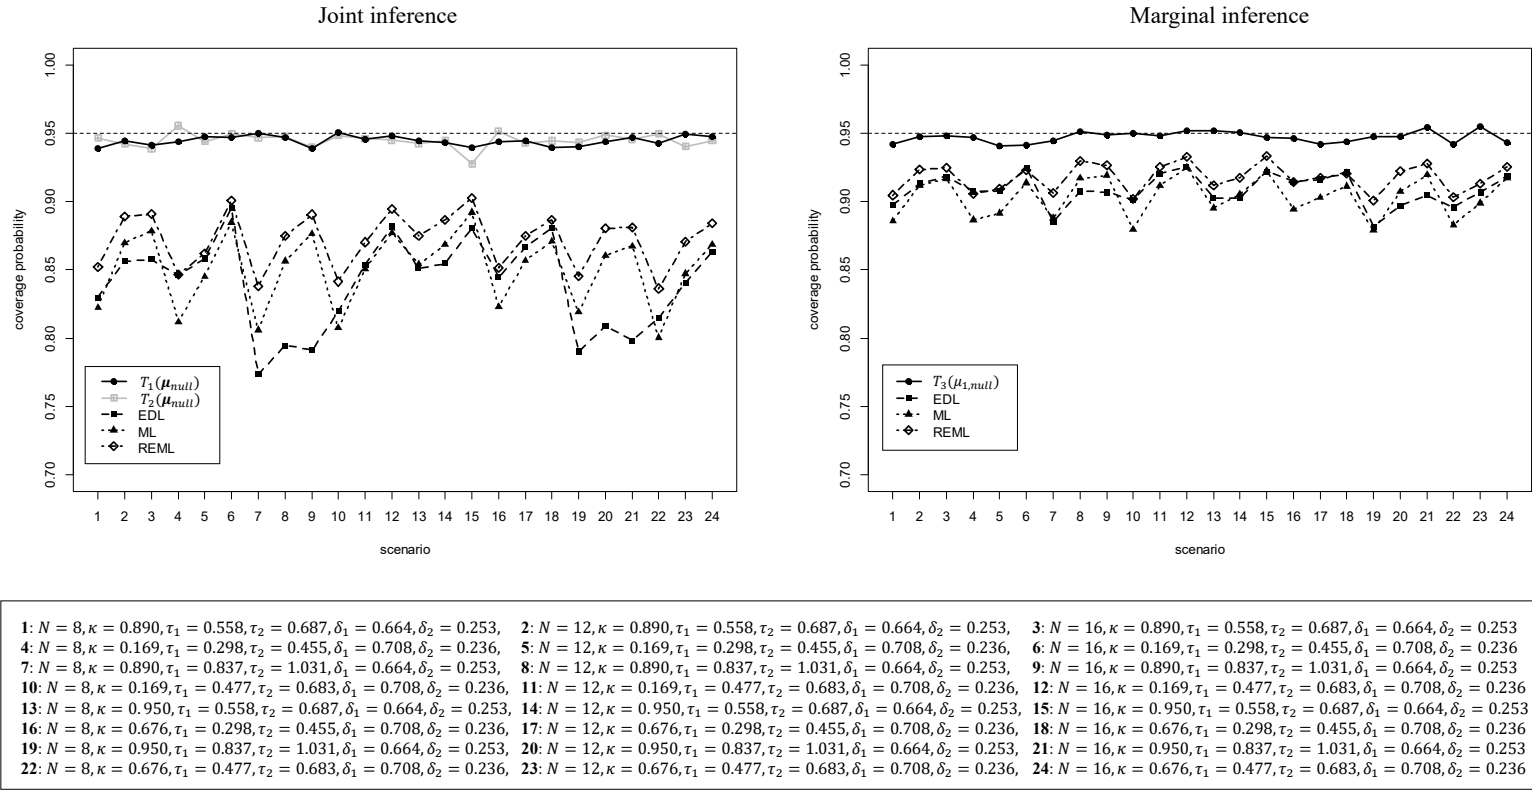 Joint inference
1.00
0.95
0.90
0.85
0.80
0.75
0.70
coverage probability
T₁(μₙᵤₗₗ)
T₂(μₙᵤₗₗ)
EDL
ML
REML
1 2 3 4 5 6 7 8 9 10 11 12 13 14 15 16 17 18 19 20 21 22 23 24
scenario
Marginal inference
1.00
0.95
0.90
0.85
0.80
0.75
0.70
coverage probability
T₃(μ₁,ₙᵤₗₗ)
EDL
ML
REML
1 2 3 4 5 6 7 8 9 10 11 12 13 14 15 16 17 18 19 20 21 22 23 24
scenario
1: N = 8, κ = 0.890, τ₁ = 0.558, τ₂ = 0.687, δ₁ = 0.664, δ₂ = 0.253, 2: N = 12, κ = 0.890, τ₁ = 0.558, τ₂ = 0.687, δ₁ = 0.664, δ₂ = 0.253, 3: N = 16, κ = 0.890, τ₁ = 0.558, τ₂ = 0.687, δ₁ = 0.664, δ₂ = 0.253
4: N = 8, κ = 0.169, τ₁ = 0.298, τ₂ = 0.455, δ₁ = 0.708, δ₂ = 0.236, 5: N = 12, κ = 0.169, τ₁ = 0.298, τ₂ = 0.455, δ₁ = 0.708, δ₂ = 0.236, 6: N = 16, κ = 0.169, τ₁ = 0.298, τ₂ = 0.455, δ₁ = 0.708, δ₂ = 0.236
7: N = 8, κ = 0.890, τ₁ = 0.837, τ₂ = 1.031, δ₁ = 0.664, δ₂ = 0.253, 8: N = 12, κ = 0.890, τ₁ = 0.837, τ₂ = 1.031, δ₁ = 0.664, δ₂ = 0.253, 9: N = 16, κ = 0.890, τ₁ = 0.837, τ₂ = 1.031, δ₁ = 0.664, δ₂ = 0.253
10: N = 8, κ = 0.169, τ₁ = 0.477, τ₂ = 0.683, δ₁ = 0.708, δ₂ = 0.236, 11: N = 12, κ = 0.169, τ₁ = 0.477, τ₂ = 0.683, δ₁ = 0.708, δ₂ = 0.236, 12: N = 16, κ = 0.169, τ₁ = 0.477, τ₂ = 0.683, δ₁ = 0.708, δ₂ = 0.236
13: N = 8, κ = 0.950, τ₁ = 0.558, τ₂ = 0.687, δ₁ = 0.664, δ₂ = 0.253, 14: N = 12, κ = 0.950, τ₁ = 0.558, τ₂ = 0.687, δ₁ = 0.664, δ₂ = 0.253, 15: N = 16, κ = 0.950, τ₁ = 0.558, τ₂ = 0.687, δ₁ = 0.664, δ₂ = 0.253
16: N = 8, κ = 0.676, τ₁ = 0.298, τ₂ = 0.455, δ₁ = 0.708, δ₂ = 0.236, 17: N = 12, κ = 0.676, τ₁ = 0.298, τ₂ = 0.455, δ₁ = 0.708, δ₂ = 0.236, 18: N = 16, κ = 0.676, τ₁ = 0.298, τ₂ = 0.455, δ₁ = 0.708, δ₂ = 0.236
19: N = 8, κ = 0.950, τ₁ = 0.837, τ₂ = 1.031, δ₁ = 0.664, δ₂ = 0.253, 20: N = 12, κ = 0.950, τ₁ = 0.837, τ₂ = 1.031, δ₁ = 0.664, δ₂ = 0.253, 21: N = 16, κ = 0.950, τ₁ = 0.837, τ₂ = 1.031, δ₁ = 0.664, δ₂ = 0.253
22: N = 8, κ = 0.676, τ₁ = 0.477, τ₂ = 0.683, δ₁ = 0.708, δ₂ = 0.236, 23: N = 12, κ = 0.676, τ₁ = 0.477, τ₂ = 0.683, δ₁ = 0.708, δ₂ = 0.236, 24: N = 16, κ = 0.676, τ₁ = 0.477, τ₂ = 0.683, δ₁ = 0.708, δ₂ = 0.236